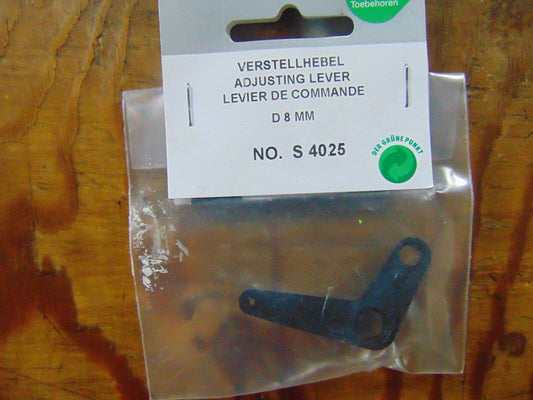 Toebehoren
VERSTELLHEBEL
ADJUSTING LEVER
LEVIER DE COMMANDE
D 8 MM
NO. S 4025
DER GRÜNE PUNKT